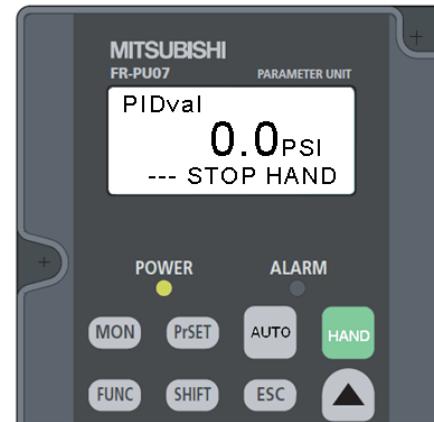 MITSUBISHI
FR-PU07 PARAMETER UNIT
PIDval
0.0PSI
--- STOP HAND
POWER ALARM
MON PrSET AUTO HAND
FUNC SHIFT ESC